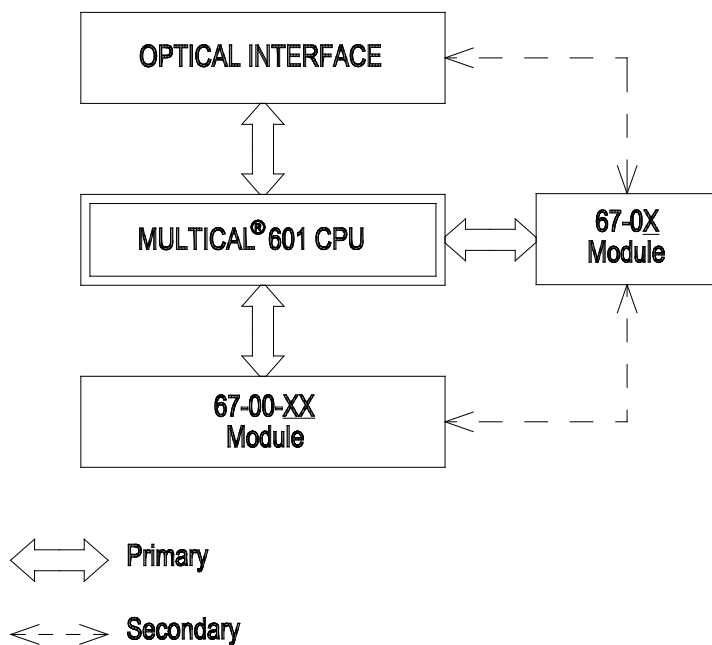 OPTICAL INTERFACE
MULTICAL® 601 CPU
67-0X
Module
67-00-XX
Module
Primary
Secondary